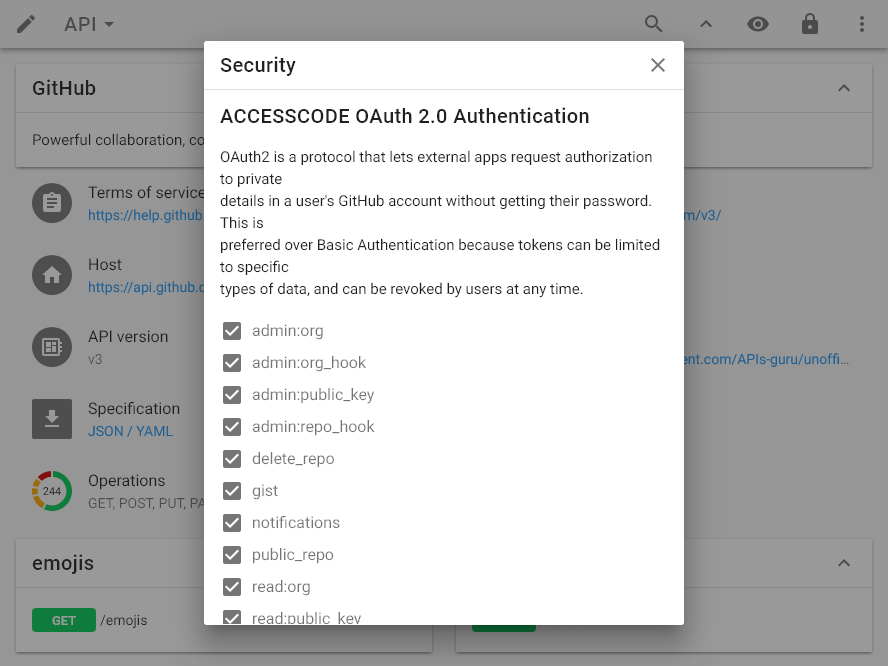 API
Security
GitHub
ACCESSCODE OAuth 2.0 Authentication
Powerful collaboration, co
OAuth2 is a protocol that lets external apps request authorization
to private
details in a user's GitHub account without getting their password.
This is
preferred over Basic Authentication because tokens can be limited
to specific
types of data, and can be revoked by users at any time.
Terms of service
https://help.github.
m/v3/
Host
https://api.github.c
API version
v3
ent.com/APIs-guru/unoffi...
Specification
JSON / YAML
244
Operations
GET, POST, PUT, PA
admin:org
admin:org_hook
admin:public_key
admin:repo_hook
delete_repo
gist
notifications
public_repo
read:org
read:public_key
emojis
GET /emojis